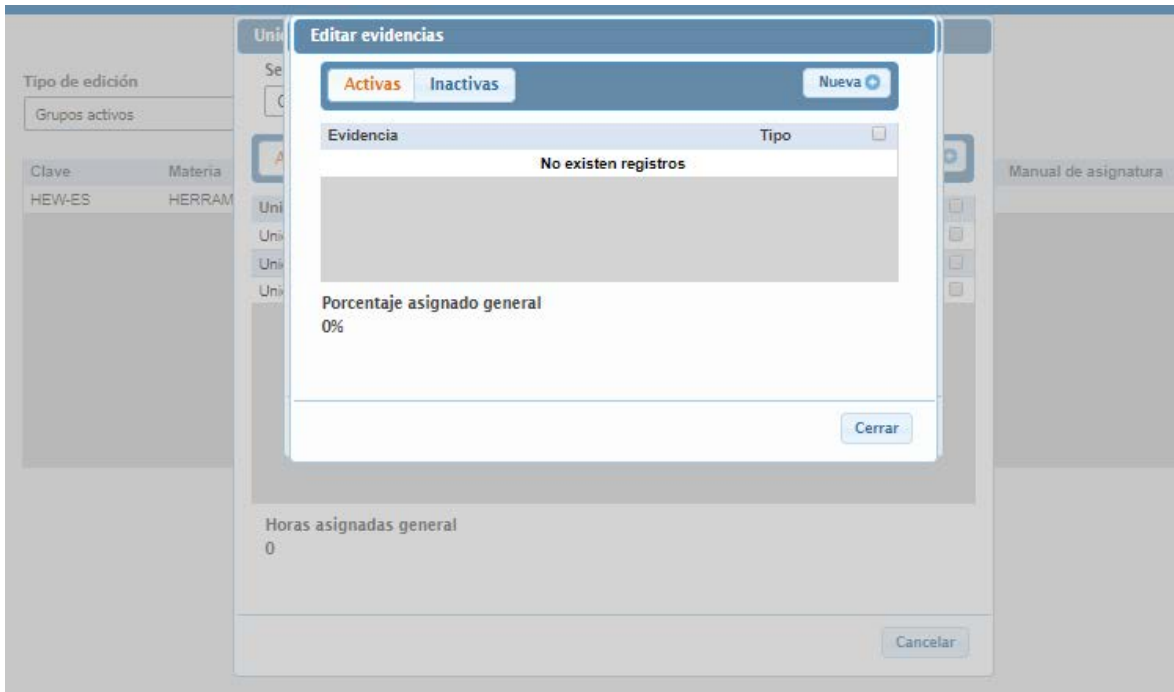 Editar evidencias
Activas Inactivas Nueva
Tipo de edición
Grupos activos
Evidencia Tipo
No existen registros
Clave Materia Manual de asignatura
HEW-ES
Porcentaje asignado general
0%
Cerrar
Horas asignadas general
0
Cancelar